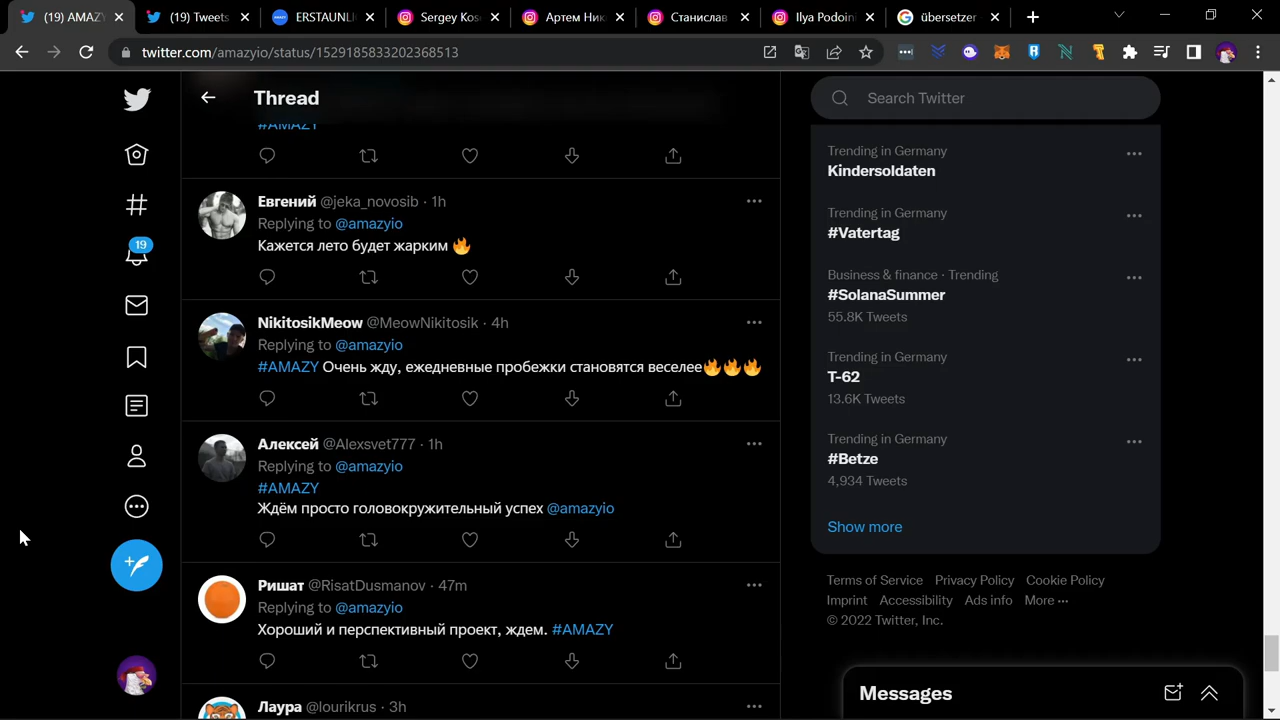 (19) AMAZ
(19) Tweets
ERSTAUNLI
Sergey Kos
Артем Ник
Станислав
Ilya Podoin
übersetzer
twitter.com/amazyio/status/1529185833202368513
Thread
#AMAZY
Евгений @jeka_novosib · 1h
Replying to @amazyio
Кажется лето будет жарким 🔥
NikitosikMeow @MeowNikitosik · 4h
Replying to @amazyio
#AMAZY Очень жду, ежедневные пробежки становятся веселее🔥🔥🔥
Алексей @Alexsvet777 · 1h
Replying to @amazyio
#AMAZY
Ждём просто головокружительный успех @amazyio
Ришат @RisatDusmanov · 47m
Replying to @amazyio
Хороший и перспективный проект, ждем. #AMAZY
Лаура @lourikrus · 3h
19
Search Twitter
Trending in Germany
Kindersoldaten
Trending in Germany
#Vatertag
Business & finance · Trending
#SolanaSummer
55.8K Tweets
Trending in Germany
T-62
13.6K Tweets
Trending in Germany
#Betze
4,934 Tweets
Show more
Terms of Service Privacy Policy Cookie Policy
Imprint Accessibility Ads info More ···
© 2022 Twitter, Inc.
Messages